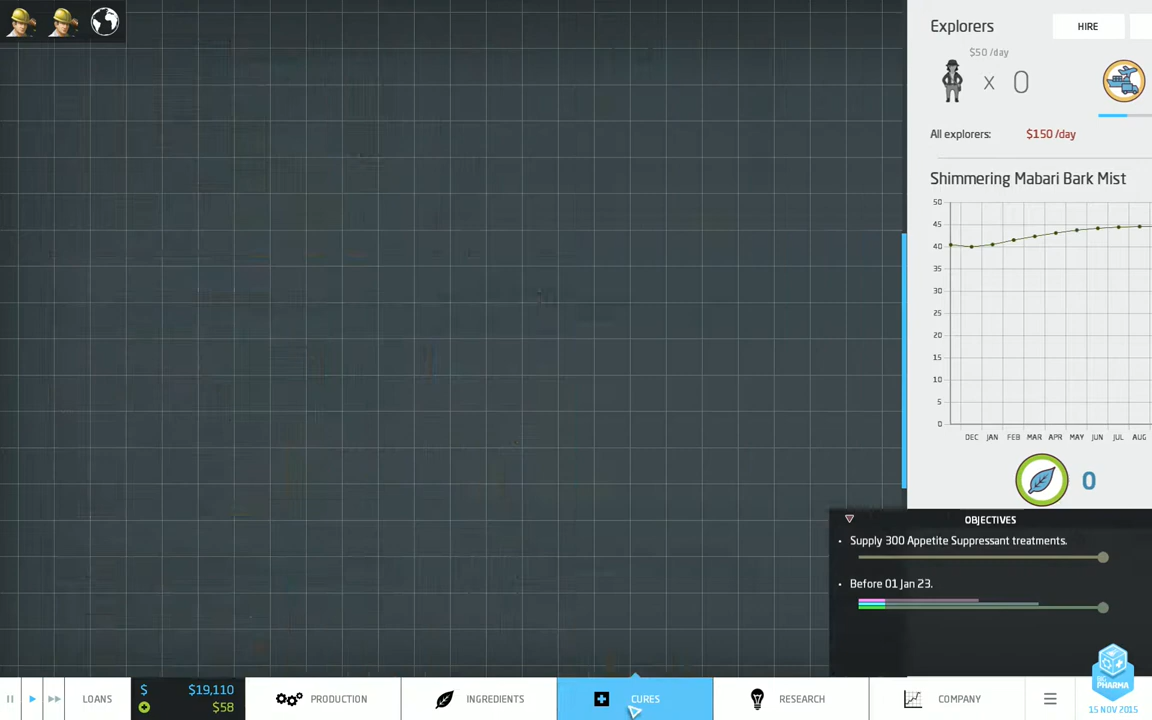 Explorers
HIRE
$50 /day
X 0
All explorers: $150 /day
Shimmering Mabari Bark Mist
50
45
40
35
30
25
20
15
10
5
0
DEC JAN FEB MAR APR MAY JUN JUL AUG
0
OBJECTIVES
• Supply 300 Appetite Suppressant treatments.
• Before 01 Jan 23.
LOANS
$ $19,110
$58
PRODUCTION
INGREDIENTS
CURES
RESEARCH
COMPANY
BIG PHARMA
15 NOV 2015